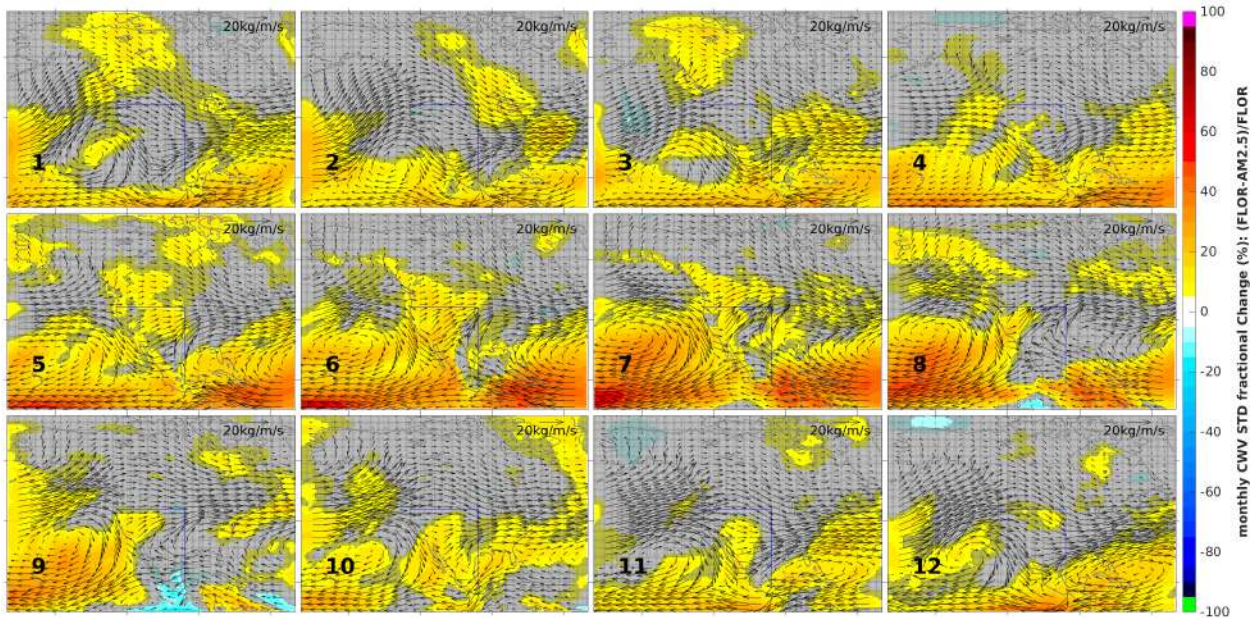 20kg/m/s 20kg/m/s 20kg/m/s 20kg/m/s 100
1 2 3 4
80
60
20kg/m/s 20kg/m/s 20kg/m/s 20kg/m/s 40
20
5 6 7 8 0
-20
20kg/m/s 20kg/m/s 20kg/m/s 20kg/m/s -40
-60
9 10 11 12 -80
-100
monthly CWV STD fractional Change (%): (FLOR-AM2.5)/FLOR